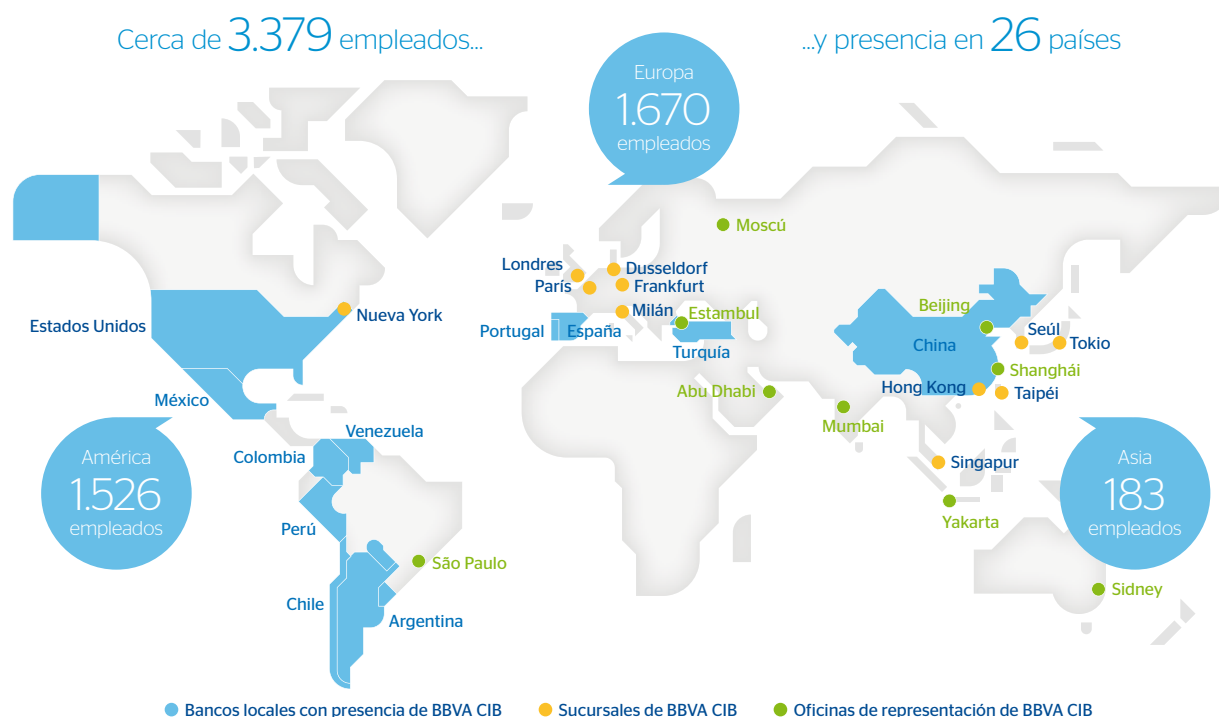 Cerca de 3.379 empleados...
...y presencia en 26 países
Europa
1.670
empleados
Moscú
Londres
Dusseldorf
París
Frankfurt
Milán
Estambul
Portugal
España
Turquía
Nueva York
Estados Unidos
México
Beijing
Seúl
China
Tokio
Shanghái
Hong Kong
Taipéi
Abu Dhabi
Mumbai
Venezuela
Colombia
América
1.526
empleados
Asia
183
empleados
Singapur
Yakarta
Perú
São Paulo
Sidney
Chile
Argentina
Bancos locales con presencia de BBVA CIB
Sucursales de BBVA CIB
Oficinas de representación de BBVA CIB